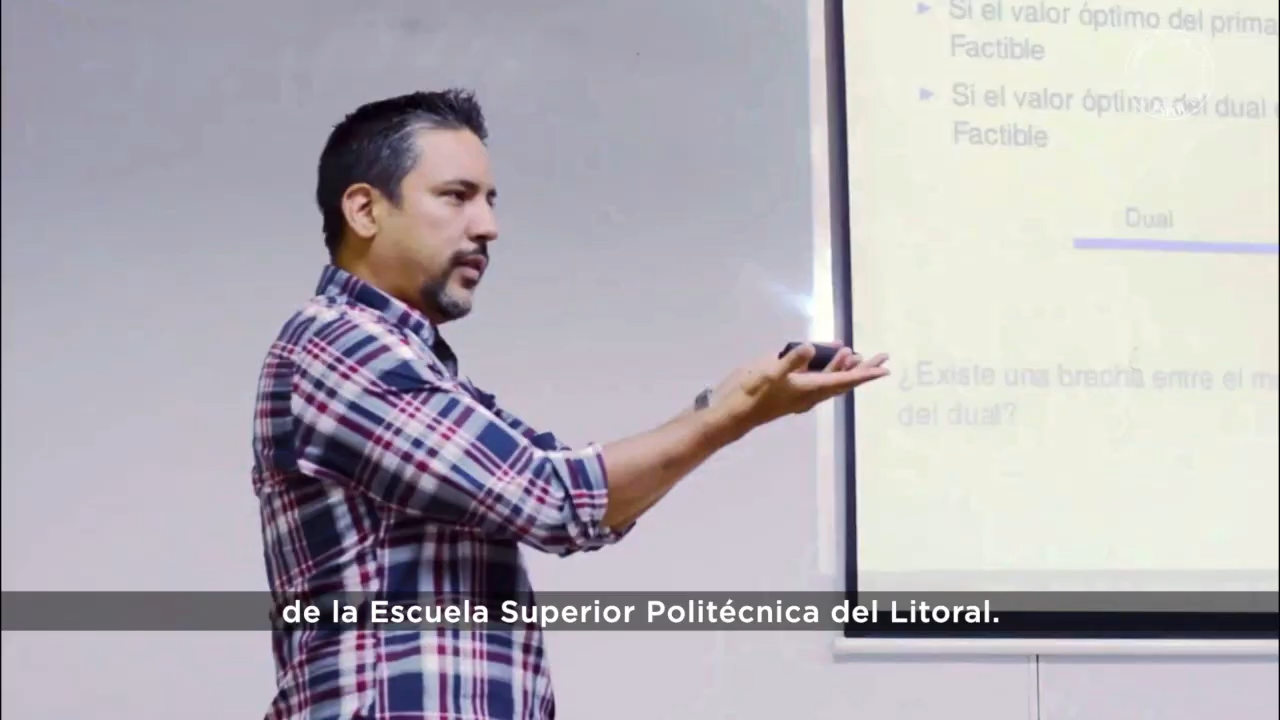 Si el valor óptimo del prima
Factible
Si el valor óptimo del dual
Factible
Dual
¿Existe una brecha entre el
del dual?
de la Escuela Superior Politécnica del Litoral.